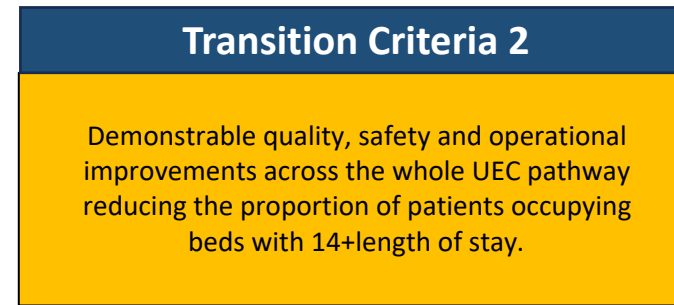 Transition Criteria 2
Demonstrable quality, safety and operational
improvements across the whole UEC pathway
reducing the proportion of patients occupying
beds with 14+length of stay.